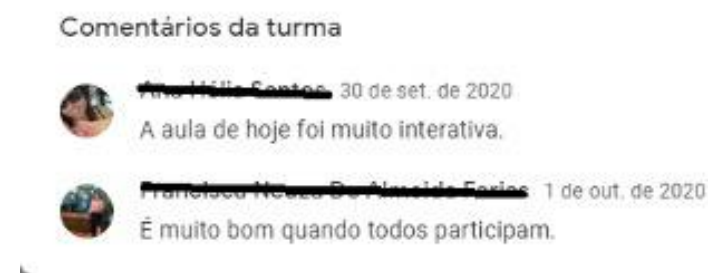 Comentários da turma
30 de set. de 2020
A aula de hoje foi muito interativa.
1 de out. de 2020
É muito bom quando todos participam.